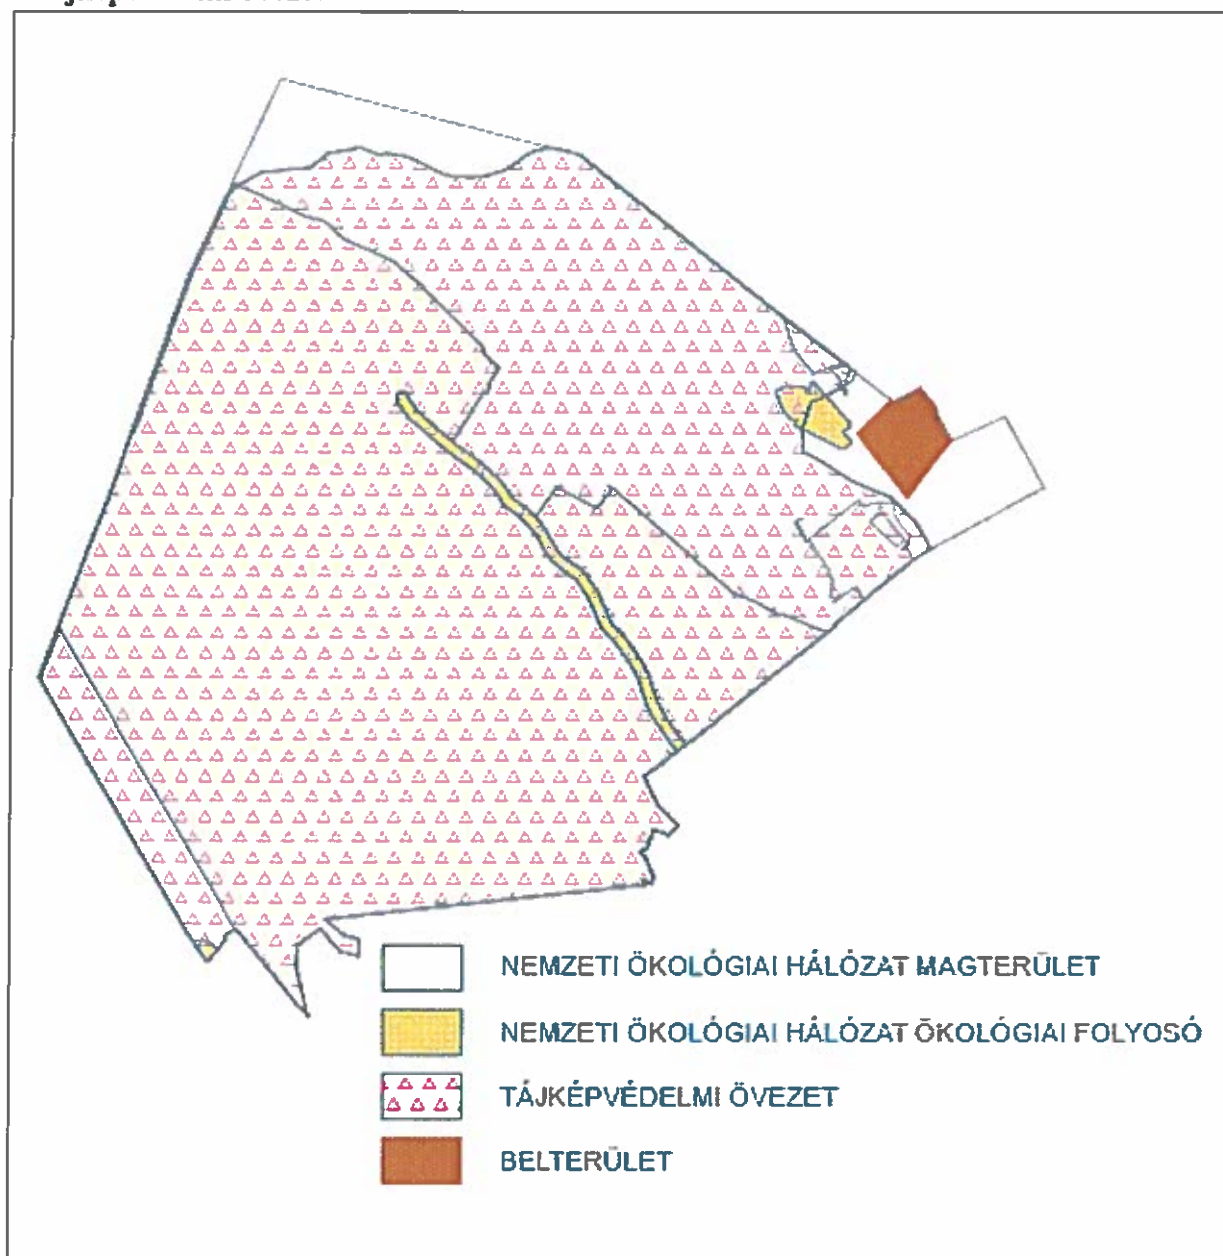 NEMZETI ÖKOLÓGIAI HÁLÓZAT MAGTERÜLET
NEMZETI ÖKOLÓGIAI HÁLÓZAT ÖKOLÓGIAI FOLYOSÓ
TÁJKÉPVÉDELMI ÖVEZET
BELTERÜLET